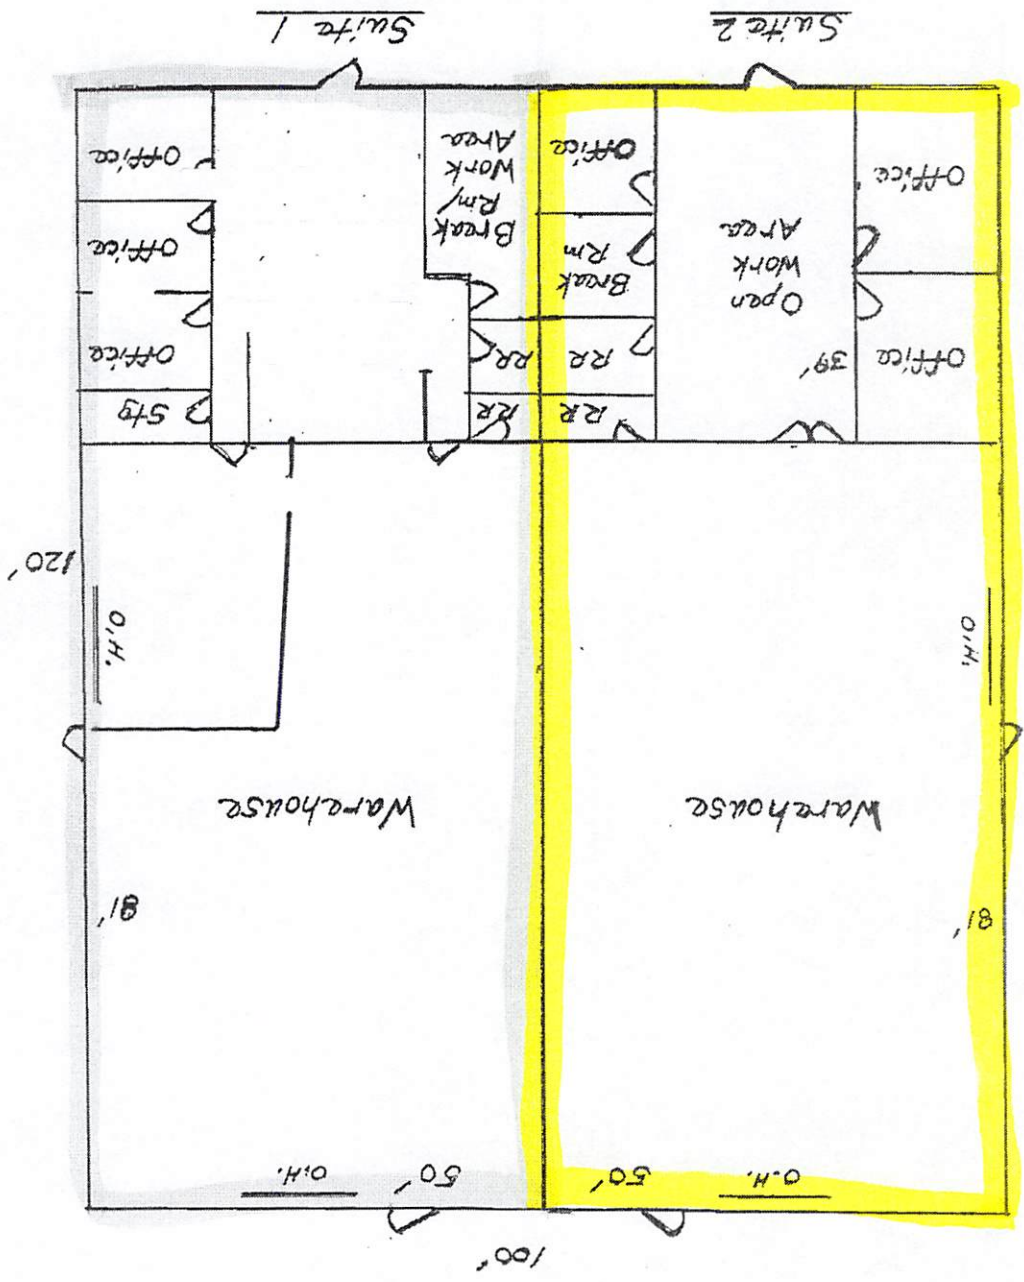 100'
O.H.
50'
50'
O.H.
81'
81'
Warehouse
Warehouse
O.H.
O.H.
120'
RR
RR
Stg
Office
39'
RR
RR
Office
Open
Work
Area
Break
Rm
Break
Rm/
Work
Area
Office
Office
Office
Office
Suite 2
Suite 1